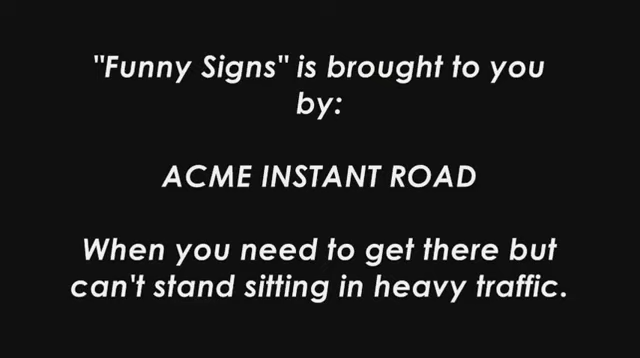 "Funny Signs" is brought to you
by:
ACME INSTANT ROAD
When you need to get there but
can't stand sitting in heavy traffic.